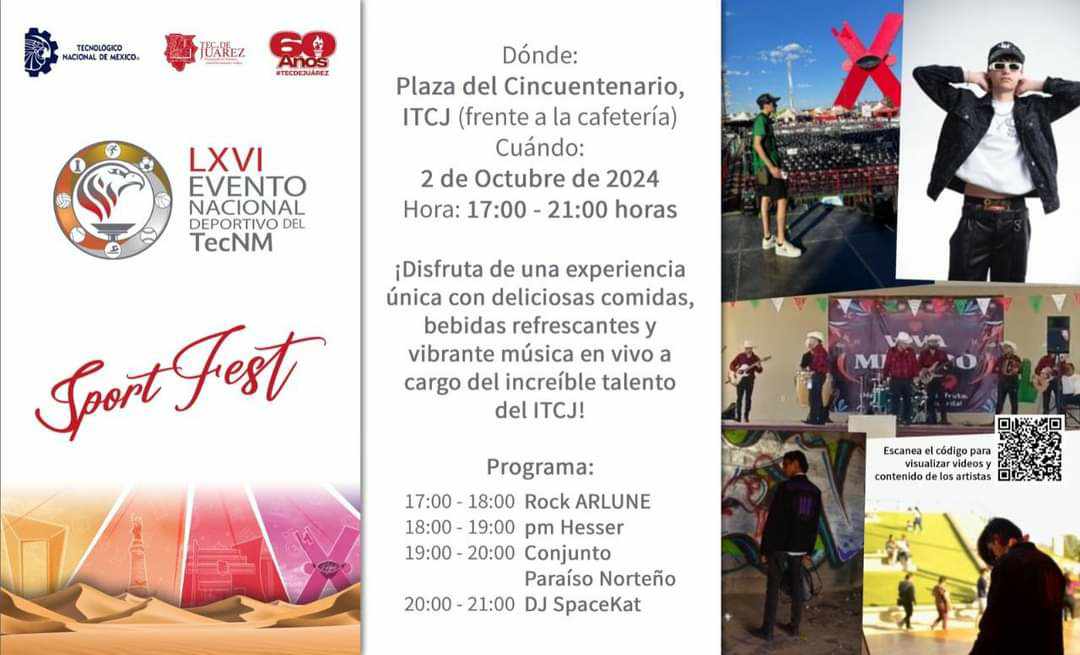 TECNOLÓGICO
NACIONAL DE MÉXICO
TEC. DE
JUÁREZ
60
Años
#TECDEJUÁREZ
LXVI
EVENTO
NACIONAL
DEPORTIVO DEL
TecNM
Sport Fest
Dónde:
Plaza del Cincuentenario,
ITCJ (frente a la cafetería)
Cuándo:
2 de Octubre de 2024
Hora: 17:00 - 21:00 horas
¡Disfruta de una experiencia
única con deliciosas comidas,
bebidas refrescantes y
vibrante música en vivo a
cargo del increíble talento
del ITCJ!
Programa:
17:00 - 18:00 Rock ARLUNE
18:00 - 19:00 pm Hesser
19:00 - 20:00 Conjunto
Paraíso Norteño
20:00 - 21:00 DJ SpaceKat
VIVA
Escanea el código para
visualizar videos y
contenido de los artistas